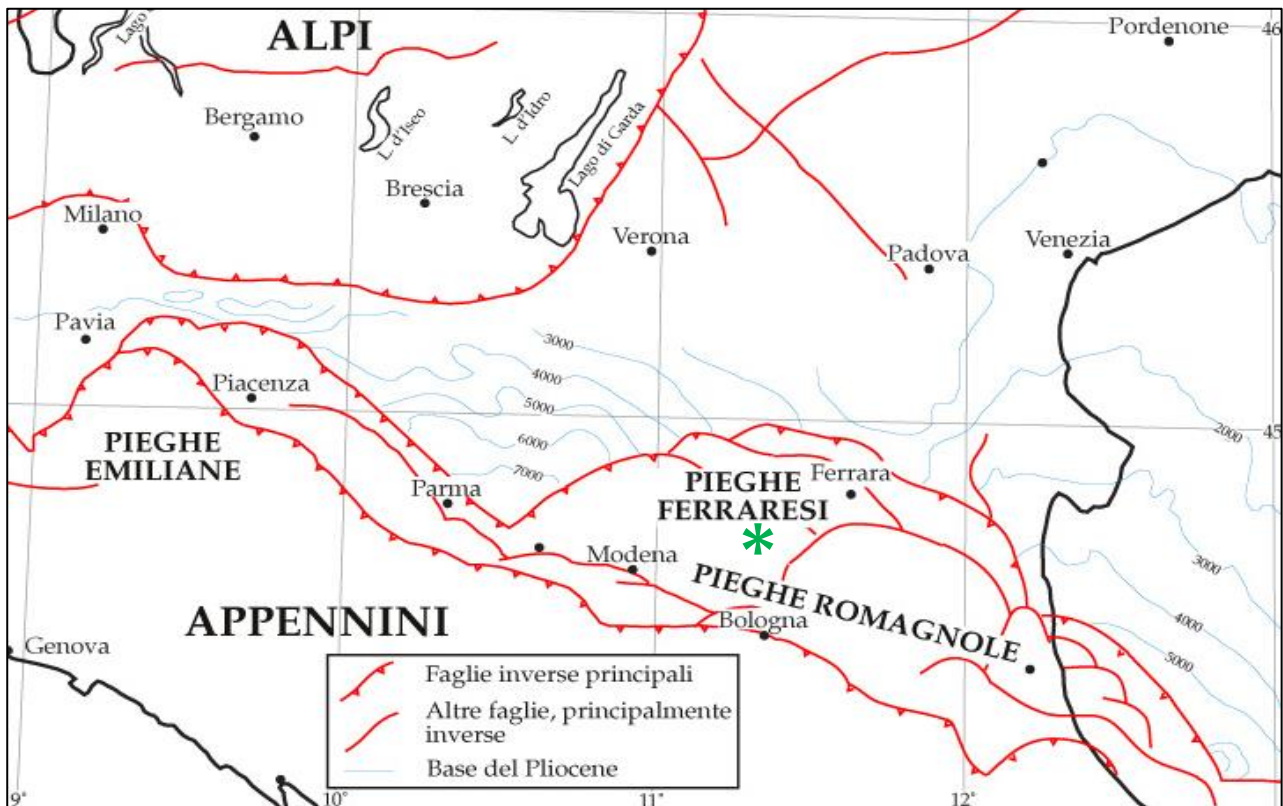 Lago
ALPI
Pordenone
46
Bergamo
L. d'Iseo
L. d'Idro
Lago di Garda
Brescia
Milano
Verona
Padova
Venezia
Pavia
3000
4000
Piacenza
5000
45
2000
PIEGHE
EMILIANE
6000
7000
Parma
PIEGHE
FERRARESI
Ferrara
*
Modena
3000
PIEGHE ROMAGNOLE
APPENNINI
Bologna
4000
5000
Genova
Faglie inverse principali
Altre faglie, principalmente
inverse
Base del Pliocene
9°
10°
11°
12°